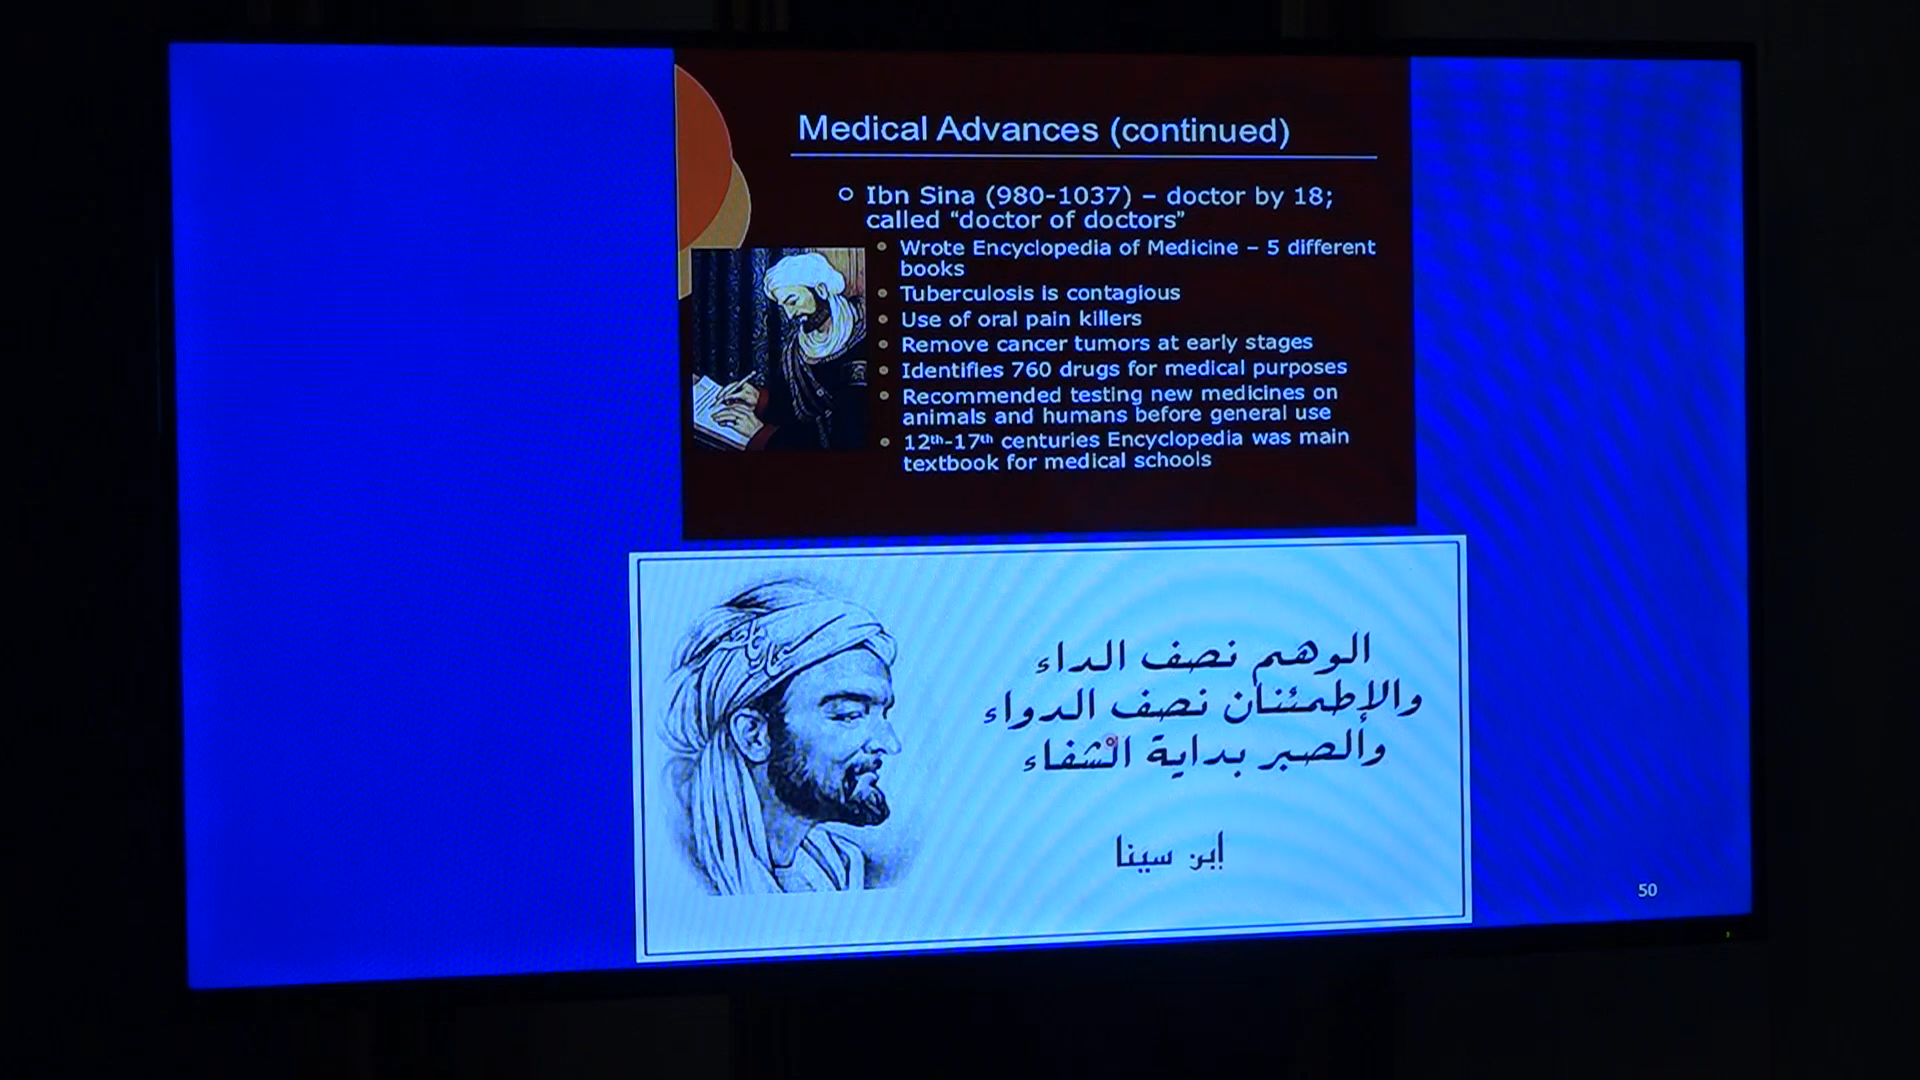 Medical Advances (continued)
Ibn Sina (980-1037) – doctor by 18;
called “doctor of doctors”
Wrote Encyclopedia of Medicine – 5 different
books
Tuberculosis is contagious
Use of oral pain killers
Remove cancer tumors at early stages
Identifies 760 drugs for medical purposes
Recommended testing new medicines on
animals and humans before general use
12th-17th centuries Encyclopedia was main
textbook for medical schools
الوهم نصف الداء
والإطمئنان نصف الدواء
والصبر بداية الشفاء
إبن سينا
50